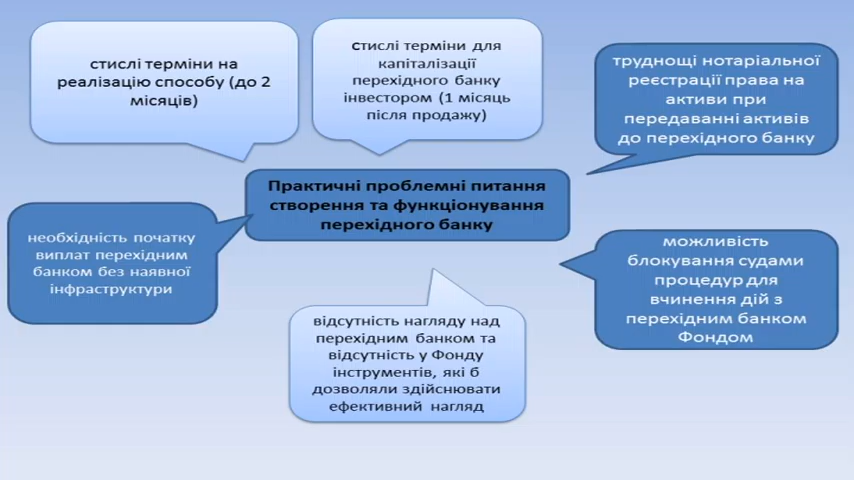 стислі терміни на
реалізацію способу (до 2
місяців)
стислі терміни для
капіталізації
перехідного банку
інвестором (1 місяць
після продажу)
труднощі нотаріальної
реєстрації права на
активи при
передаванні активів
до перехідного банку
Практичні проблемні питання
створення та функціонування
перехідного банку
необхідність початку
виплат перехідним
банком без наявної
інфраструктури
можливість
блокування судами
процедур для
вчинення дій з
перехідним банком
Фондом
відсутність нагляду над
перехідним банком та
відсутність у Фонду
інструментів, які б
дозволяли здійснювати
ефективний нагляд